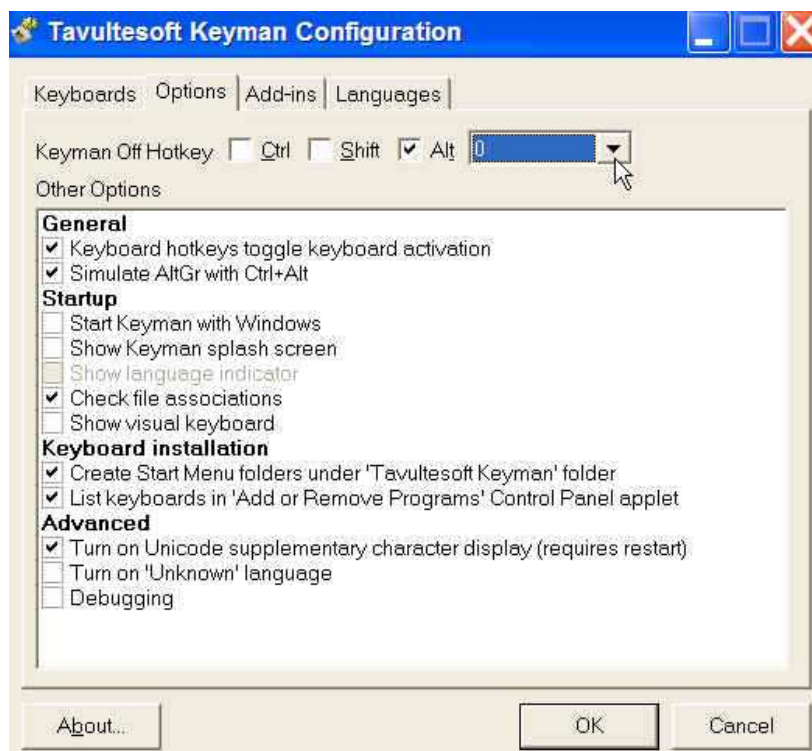 Tavultesoft Keyman Configuration
Keyboards Options Add-ins Languages
Keyman Off Hotkey Ctrl Shift Alt 0
Other Options
General
Keyboard hotkeys toggle keyboard activation
Simulate AltGr with Ctrl+Alt
Startup
Start Keyman with Windows
Show Keyman splash screen
Show language indicator
Check file associations
Show visual keyboard
Keyboard installation
Create Start Menu folders under 'Tavultesoft Keyman' folder
List keyboards in 'Add or Remove Programs' Control Panel applet
Advanced
Turn on Unicode supplementary character display (requires restart)
Turn on 'Unknown' language
Debugging
About... OK Cancel